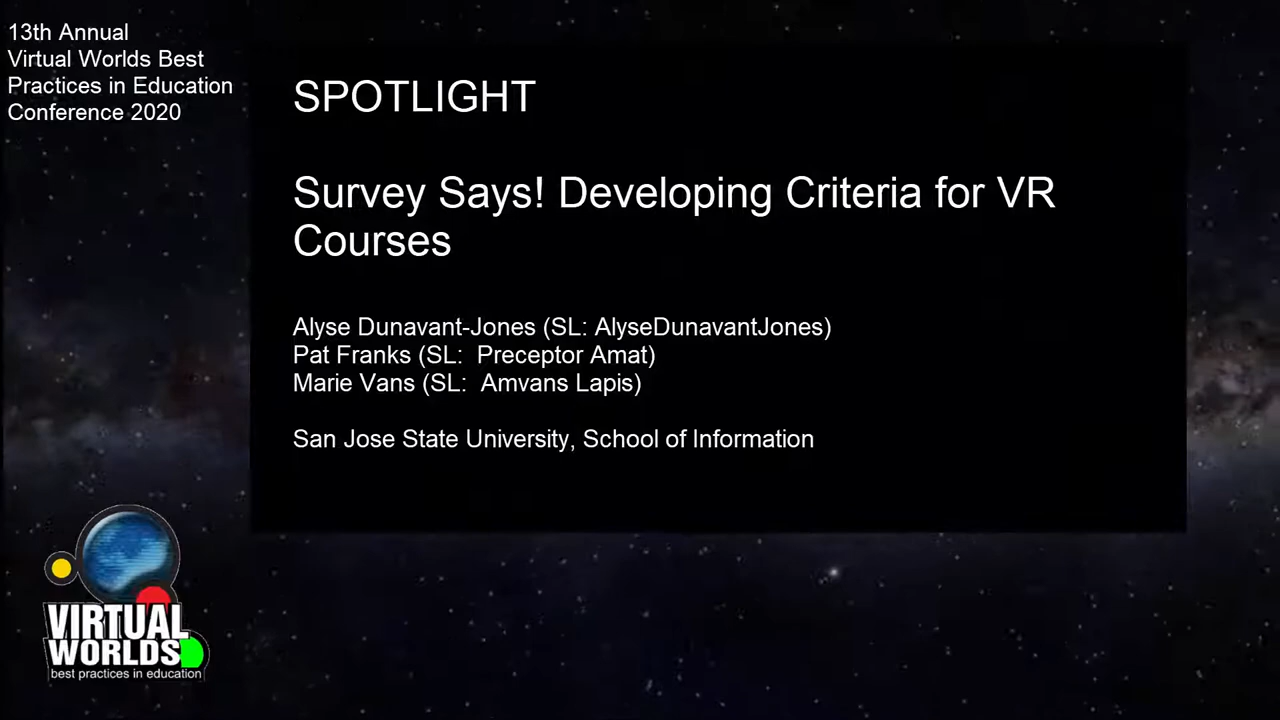 13th Annual
Virtual Worlds Best
Practices in Education
Conference 2020
SPOTLIGHT
Survey Says! Developing Criteria for VR
Courses
Alyse Dunavant-Jones (SL: AlyseDunavantJones)
Pat Franks (SL:  Preceptor Amat)
Marie Vans (SL:  Amvans Lapis)
San Jose State University, School of Information
VIRTUAL
WORLDS
best practices in education